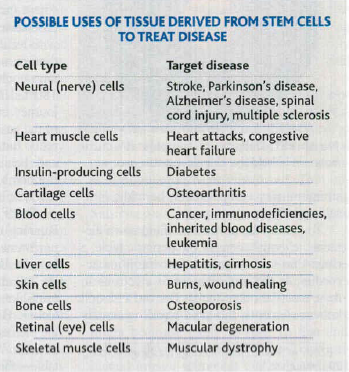 POSSIBLE USES OF TISSUE DERIVED FROM STEM CELLS
TO TREAT DISEASE
Cell type Target disease
Neural (nerve) cells Stroke, Parkinson's disease,
Alzheimer's disease, spinal
cord injury, multiple sclerosis
Heart muscle cells Heart attacks, congestive
heart failure
Insulin-producing cells Diabetes
Cartilage cells Osteoarthritis
Blood cells Cancer, immunodeficiencies,
inherited blood diseases,
leukemia
Liver cells Hepatitis, cirrhosis
Skin cells Burns, wound healing
Bone cells Osteoporosis
Retinal (eye) cells Macular degeneration
Skeletal muscle cells Muscular dystrophy